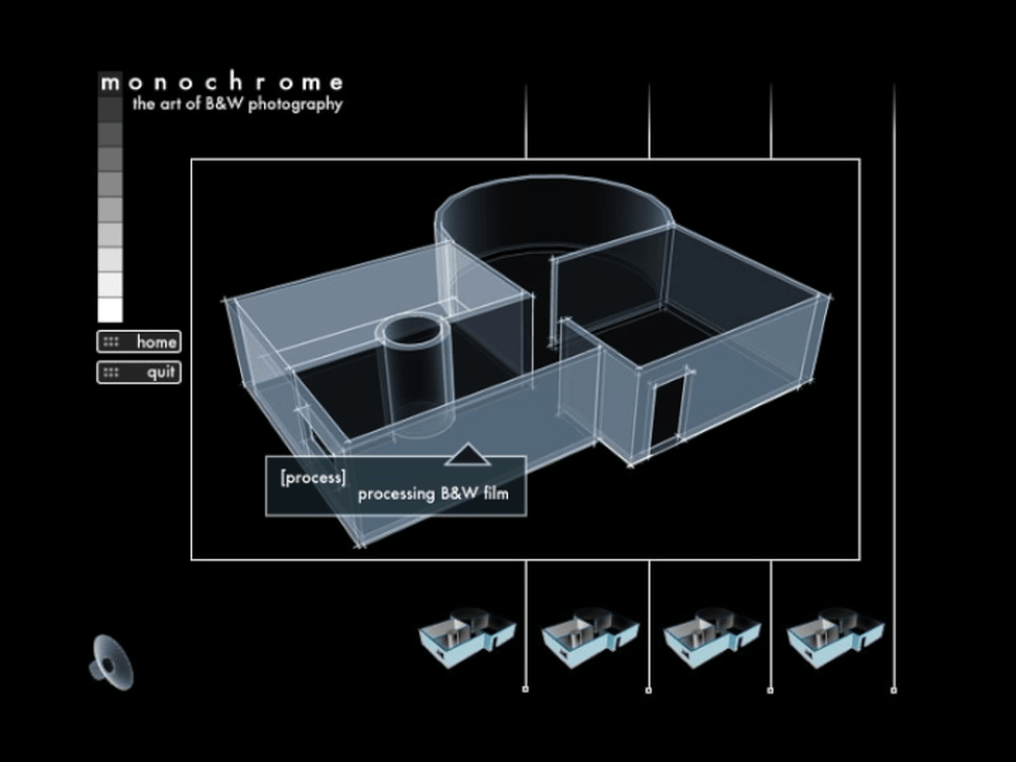 monochrome
the art of B&W photography
home
quit
[process]
processing B&W film